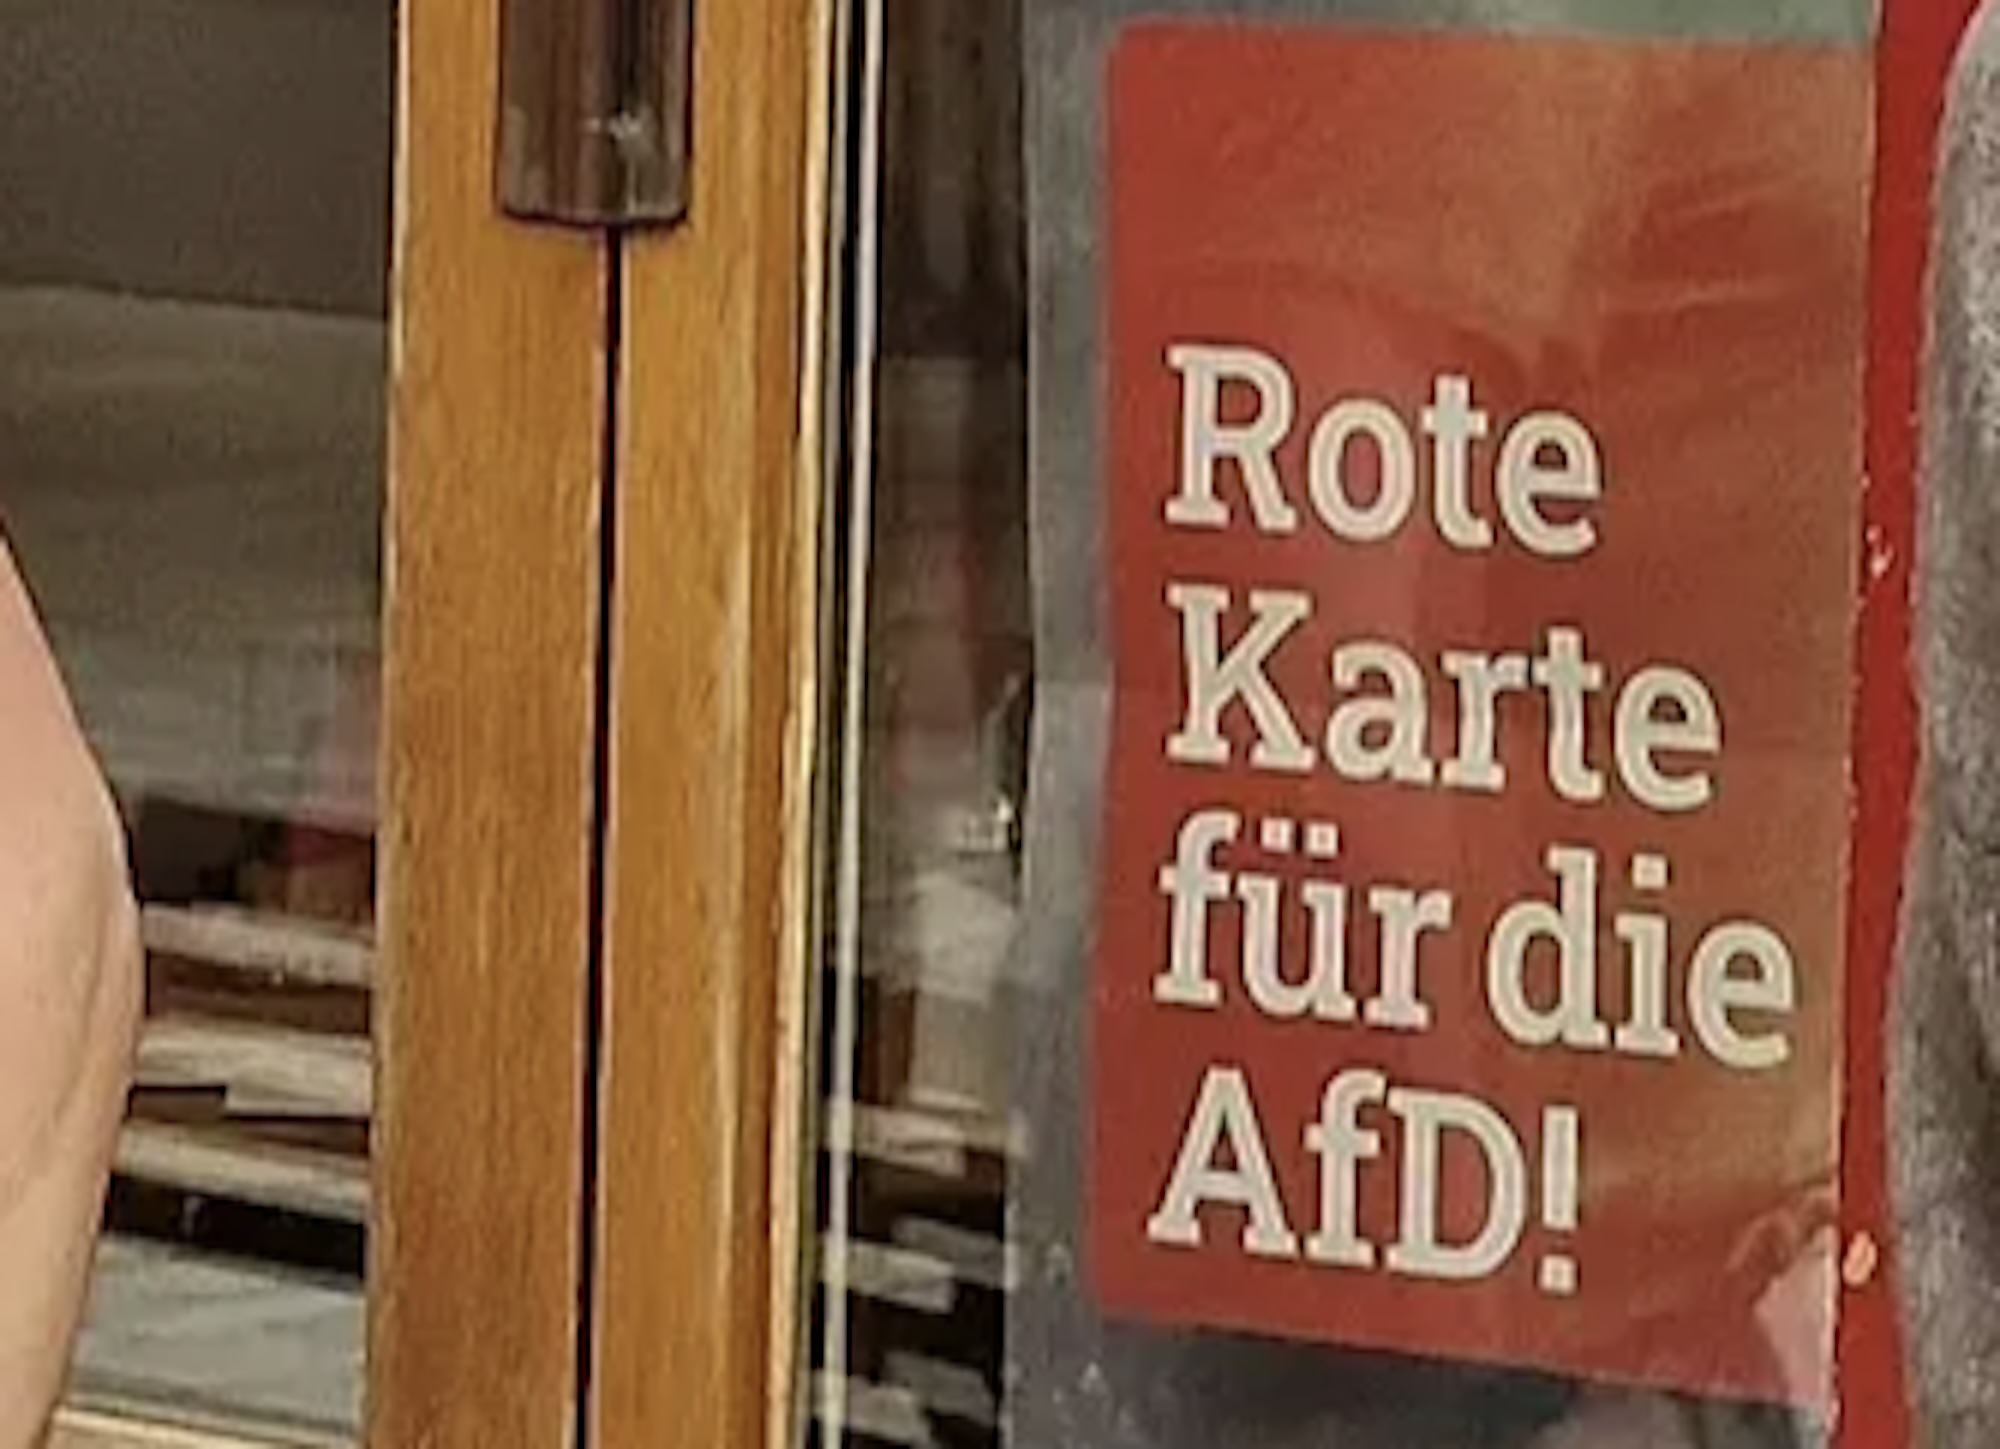 Rote
Karte
für die
AfD!